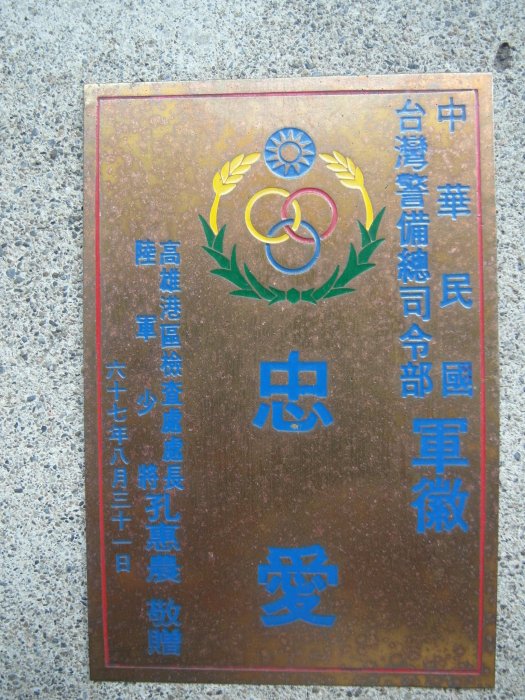 中華民國
台灣警備總司令部
軍徽
忠愛
高雄港區檢查處處長
陸軍少將
孔惠農 敬贈
六十七年八月三十一日